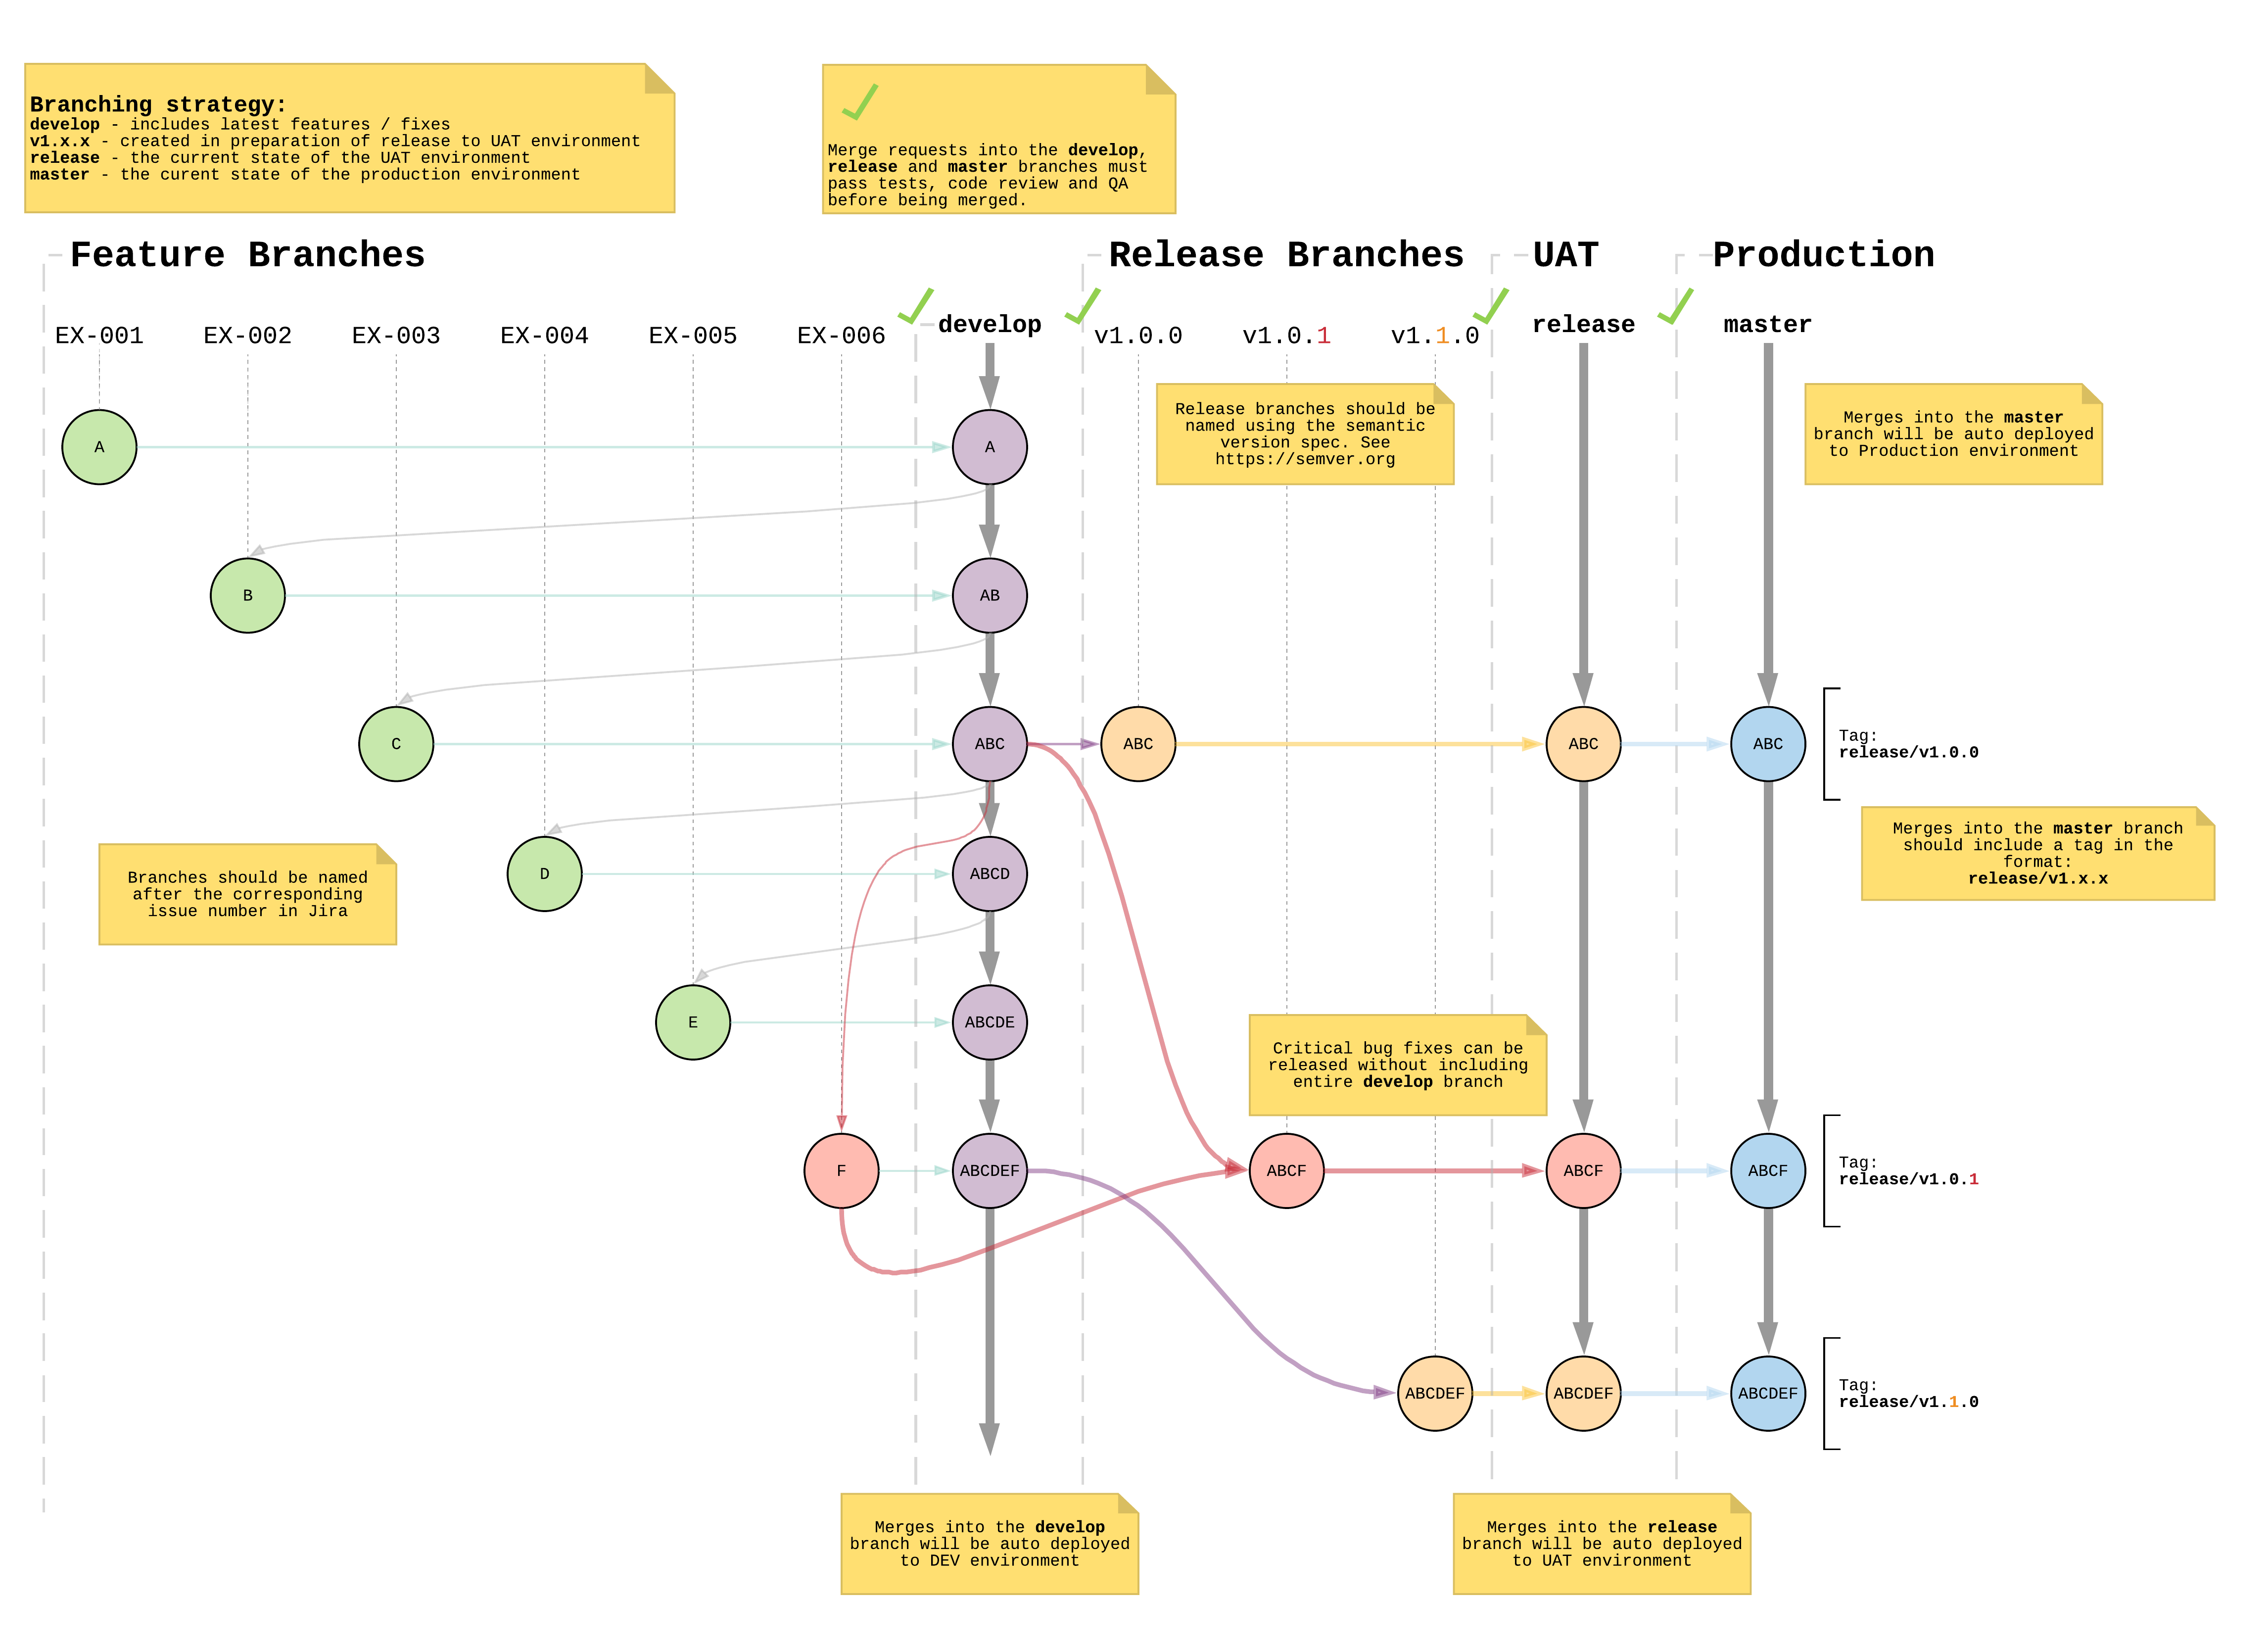 Branching strategy:
develop - includes latest features / fixes
v1.x.x - created in preparation of release to UAT environment
release - the current state of the UAT environment
master - the curent state of the production environment
Merge requests into the develop,
release and master branches must
pass tests, code review and QA
before being merged.
Feature Branches
Release Branches
UAT
Production
EX-001
EX-002
EX-003
EX-004
EX-005
EX-006
develop
v1.0.0
v1.0.1
v1.1.0
release
master
Release branches should be
named using the semantic
version spec. See
https://semver.org
Merges into the master
branch will be auto deployed
to Production environment
A
A
B
AB
C
ABC
ABC
ABC
ABC
Tag:
release/v1.0.0
Merges into the master branch
should include a tag in the
format:
release/v1.x.x
Branches should be named
after the corresponding
issue number in Jira
D
ABCD
E
ABCDE
Critical bug fixes can be
released without including
entire develop branch
F
ABCDEF
ABCF
ABCF
ABCF
Tag:
release/v1.0.1
ABCDEF
ABCDEF
ABCDEF
Tag:
release/v1.1.0
Merges into the develop
branch will be auto deployed
to DEV environment
Merges into the release
branch will be auto deployed
to UAT environment